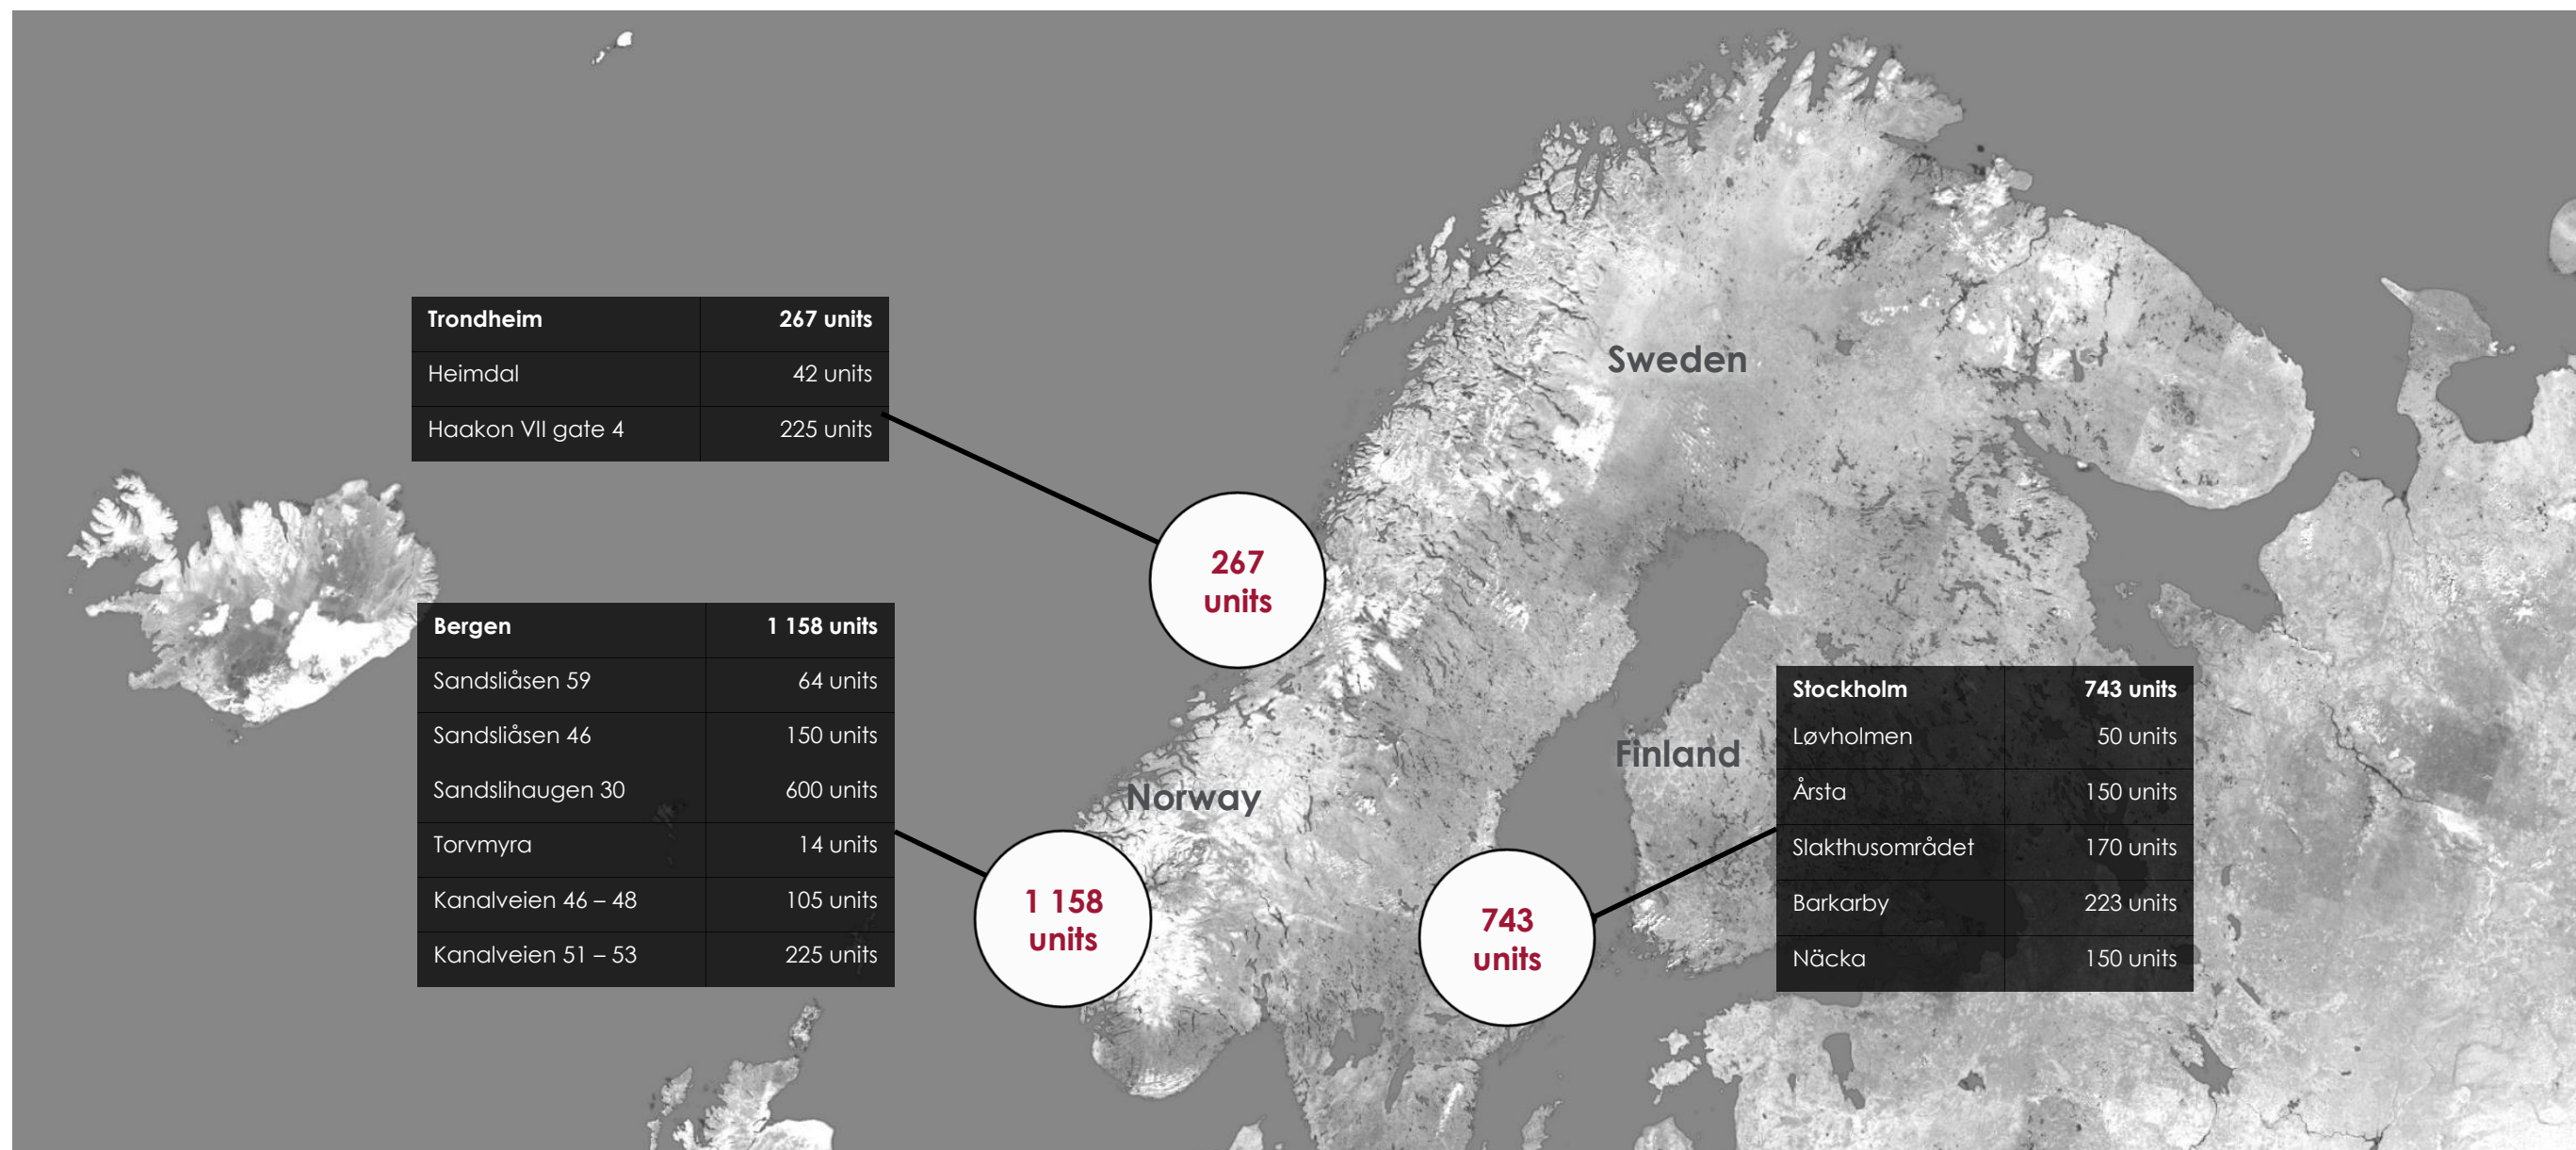 Sweden
Trondheim 267 units
Heimdal 42 units
Haakon VII gate 4 225 units
267
units
Bergen 1 158 units
Sandsliåsen 59 64 units
Sandsliåsen 46 150 units
Sandslihaugen 30 600 units
Torvmyra 14 units
Kanalveien 46 – 48 105 units
Kanalveien 51 – 53 225 units
Norway
1 158
units
Finland
Stockholm 743 units
Løvholmen 50 units
Årsta 150 units
Slakthusområdet 170 units
Barkarby 223 units
Näcka 150 units
743
units